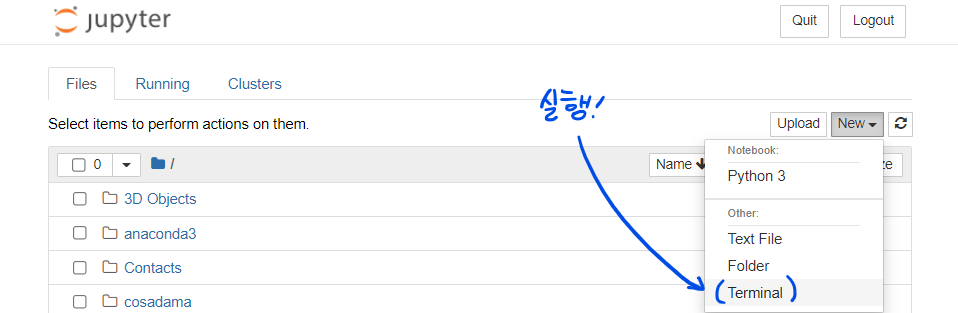 jupyter
Quit
Logout
Files
Running
Clusters
실행!
Select items to perform actions on them.
Upload
New
0
/
Name
ze
Notebook:
Python 3
3D Objects
Other:
anaconda3
Text File
Contacts
Folder
(Terminal)
cosadama